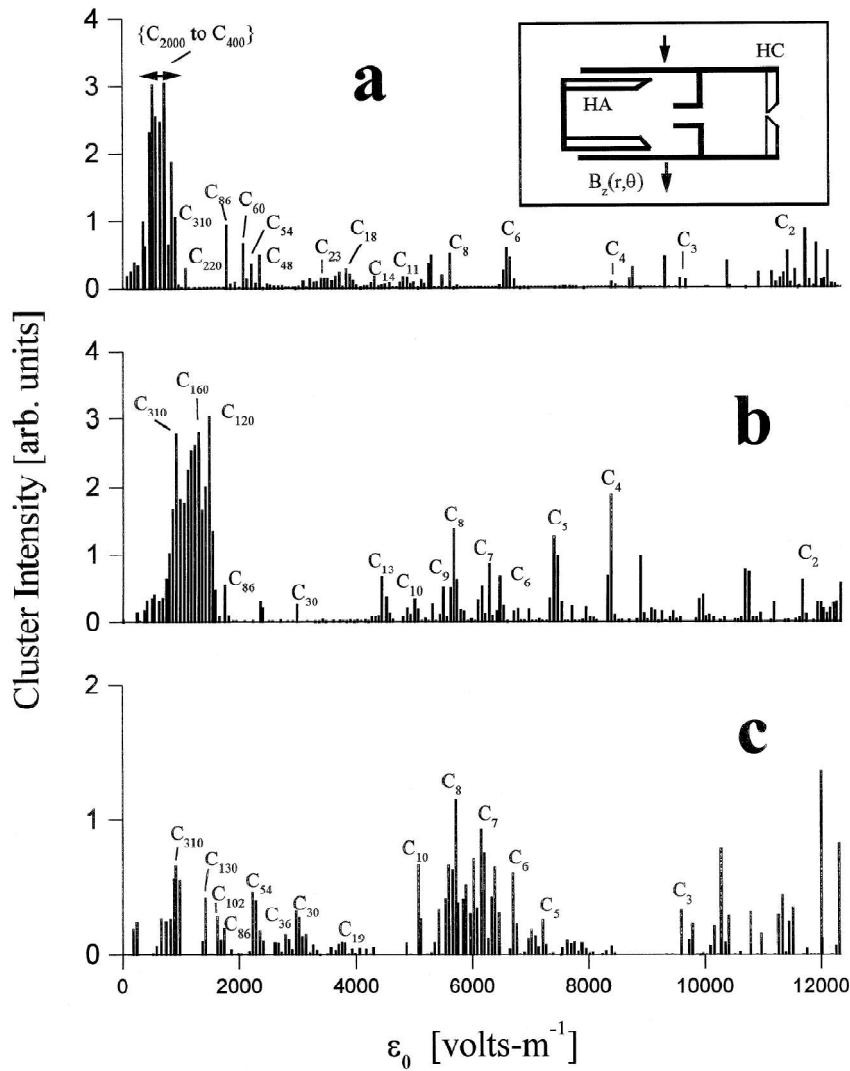 4
{C2000 to C400}
a
3
2
1
0
C310
C220
C86
C60
C54
C48
C23
C18
C14
C11
C8
C6
C4
C3
C2
HC
HA
Bz(r,θ)
4
b
3
2
1
0
C310
C160
C120
C86
C30
C13
C10
C9
C8
C7
C6
C5
C4
C2
Cluster Intensity [arb. units]
2
c
1
0
C310
C130
C102
C86
C54
C36
C30
C19
C10
C8
C7
C6
C5
C3
0 2000 4000 6000 8000 10000 12000
ε0 [volts-m-1]